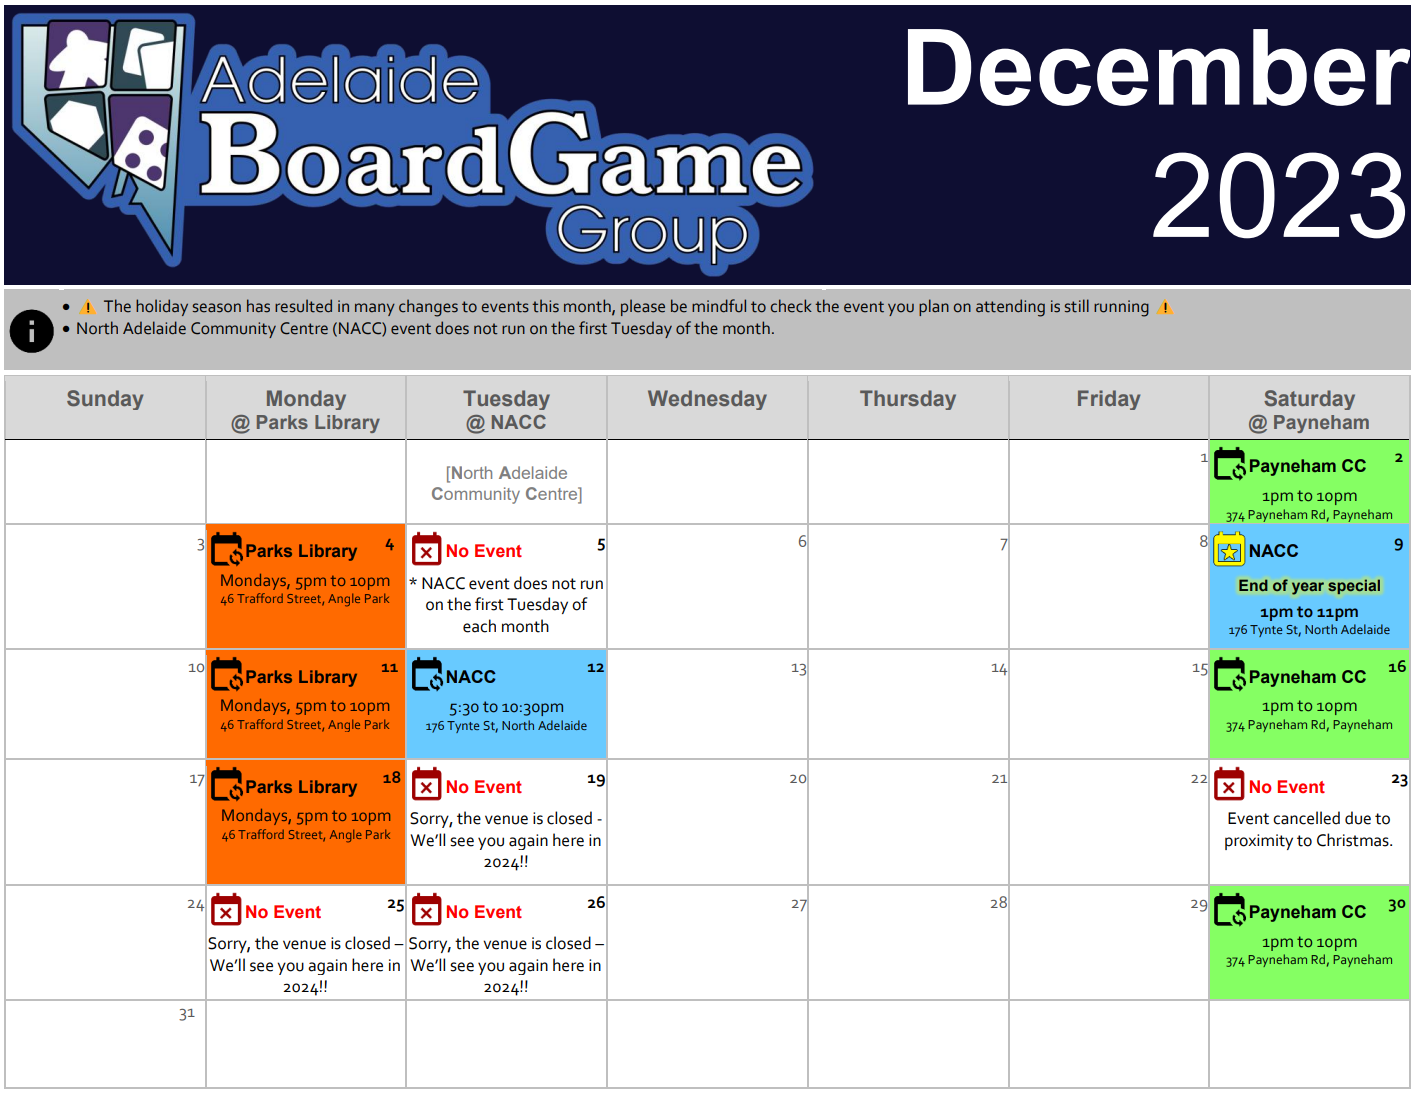 Adelaide
BoardGame
Group
December
2023
⚠ The holiday season has resulted in many changes to events this month, please be mindful to check the event you plan on attending is still running ⚠
North Adelaide Community Centre (NACC) event does not run on the first Tuesday of the month.
Sunday
Monday
@ Parks Library
Tuesday
@ NACC
Wednesday
Thursday
Friday
Saturday
@ Payneham
[North Adelaide
Community Centre]
1
Payneham CC 2
1pm to 10pm
374 Payneham Rd, Payneham
3
Parks Library 4
Mondays, 5pm to 10pm
46 Trafford Street, Angle Park
No Event 5
* NACC event does not run
on the first Tuesday of
each month
6
7
8
NACC 9
End of year special
1pm to 11pm
176 Tynte St, North Adelaide
10
Parks Library 11
Mondays, 5pm to 10pm
46 Trafford Street, Angle Park
NACC 12
5:30 to 10:30pm
176 Tynte St, North Adelaide
13
14
15
Payneham CC 16
1pm to 10pm
374 Payneham Rd, Payneham
17
Parks Library 18
Mondays, 5pm to 10pm
46 Trafford Street, Angle Park
No Event 19
Sorry, the venue is closed -
We'll see you again here in
2024!!
20
21
22
No Event 23
Event cancelled due to
proximity to Christmas.
24
No Event 25
Sorry, the venue is closed –
We'll see you again here in
2024!!
No Event 26
Sorry, the venue is closed –
We'll see you again here in
2024!!
27
28
29
Payneham CC 30
1pm to 10pm
374 Payneham Rd, Payneham
31